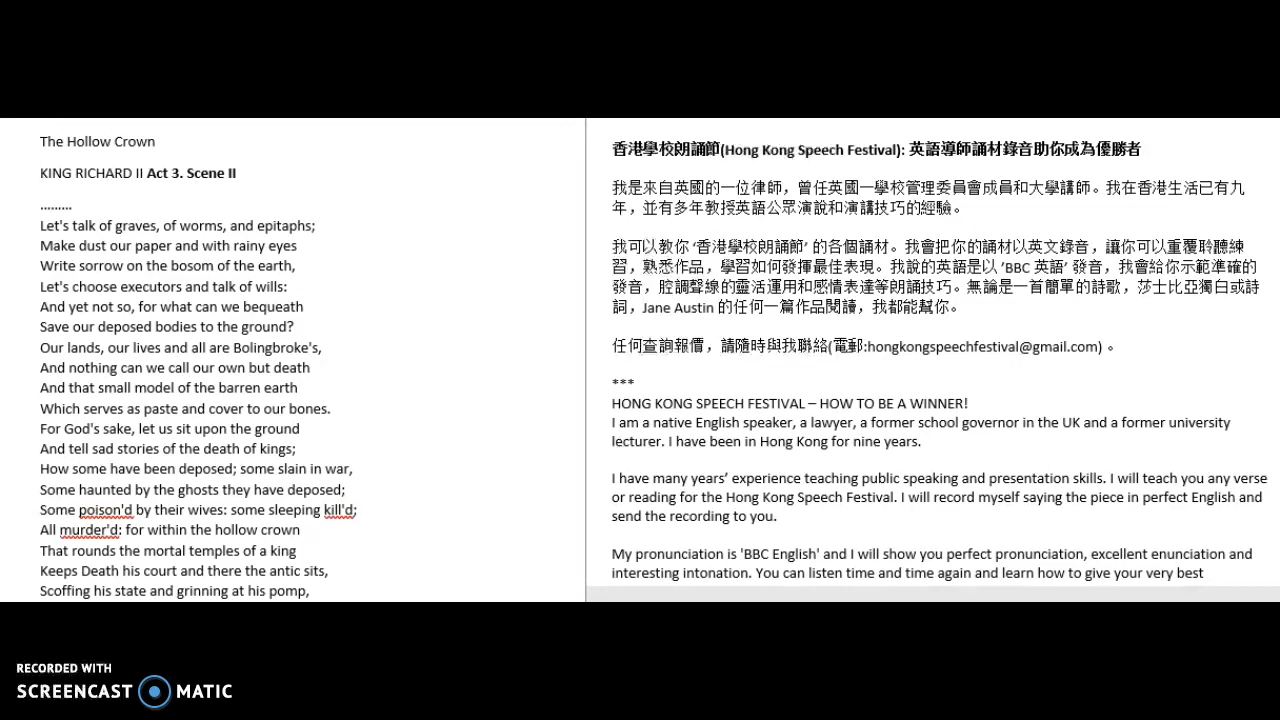 The Hollow Crown
KING RICHARD II Act 3. Scene II
.........
Let's talk of graves, of worms, and epitaphs;
Make dust our paper and with rainy eyes
Write sorrow on the bosom of the earth,
Let's choose executors and talk of wills:
And yet not so, for what can we bequeath
Save our deposed bodies to the ground?
Our lands, our lives and all are Bolingbroke's,
And nothing can we call our own but death
And that small model of the barren earth
Which serves as paste and cover to our bones.
For God's sake, let us sit upon the ground
And tell sad stories of the death of kings;
How some have been deposed; some slain in war,
Some haunted by the ghosts they have deposed;
Some poison'd by their wives: some sleeping kill'd;
All murder'd: for within the hollow crown
That rounds the mortal temples of a king
Keeps Death his court and there the antic sits,
Scoffing his state and grinning at his pomp,
香港學校朗誦節(Hong Kong Speech Festival): 英語導師誦材錄音助你成為優勝者
我是來自英國的一位律師，曾任英國一學校管理委員會成員和大學講師。我在香港生活已有九
年，並有多年教授英語公眾演說和演講技巧的經驗。
我可以教你 '香港學校朗誦節' 的各個誦材。我會把你的誦材以英文錄音，讓你可以重覆聆聽練
習，熟悉作品，學習如何發揮最佳表現。我說的英語是以 'BBC 英語' 發音，我會給你示範準確的
發音，腔調聲線的靈活運用和感情表達等朗誦技巧。無論是一首簡單的詩歌，莎士比亞獨白或詩
詞，Jane Austin 的任何一篇作品閱讀，我都能幫你。
任何查詢報價，請隨時與我聯絡(電郵:hongkongspeechfestival@gmail.com) 。
***
HONG KONG SPEECH FESTIVAL – HOW TO BE A WINNER!
I am a native English speaker, a lawyer, a former school governor in the UK and a former university
lecturer. I have been in Hong Kong for nine years.
I have many years’ experience teaching public speaking and presentation skills. I will teach you any verse
or reading for the Hong Kong Speech Festival. I will record myself saying the piece in perfect English and
send the recording to you.
My pronunciation is 'BBC English' and I will show you perfect pronunciation, excellent enunciation and
interesting intonation. You can listen time and time again and learn how to give your very best
RECORDED WITH
SCREENCAST MATIC